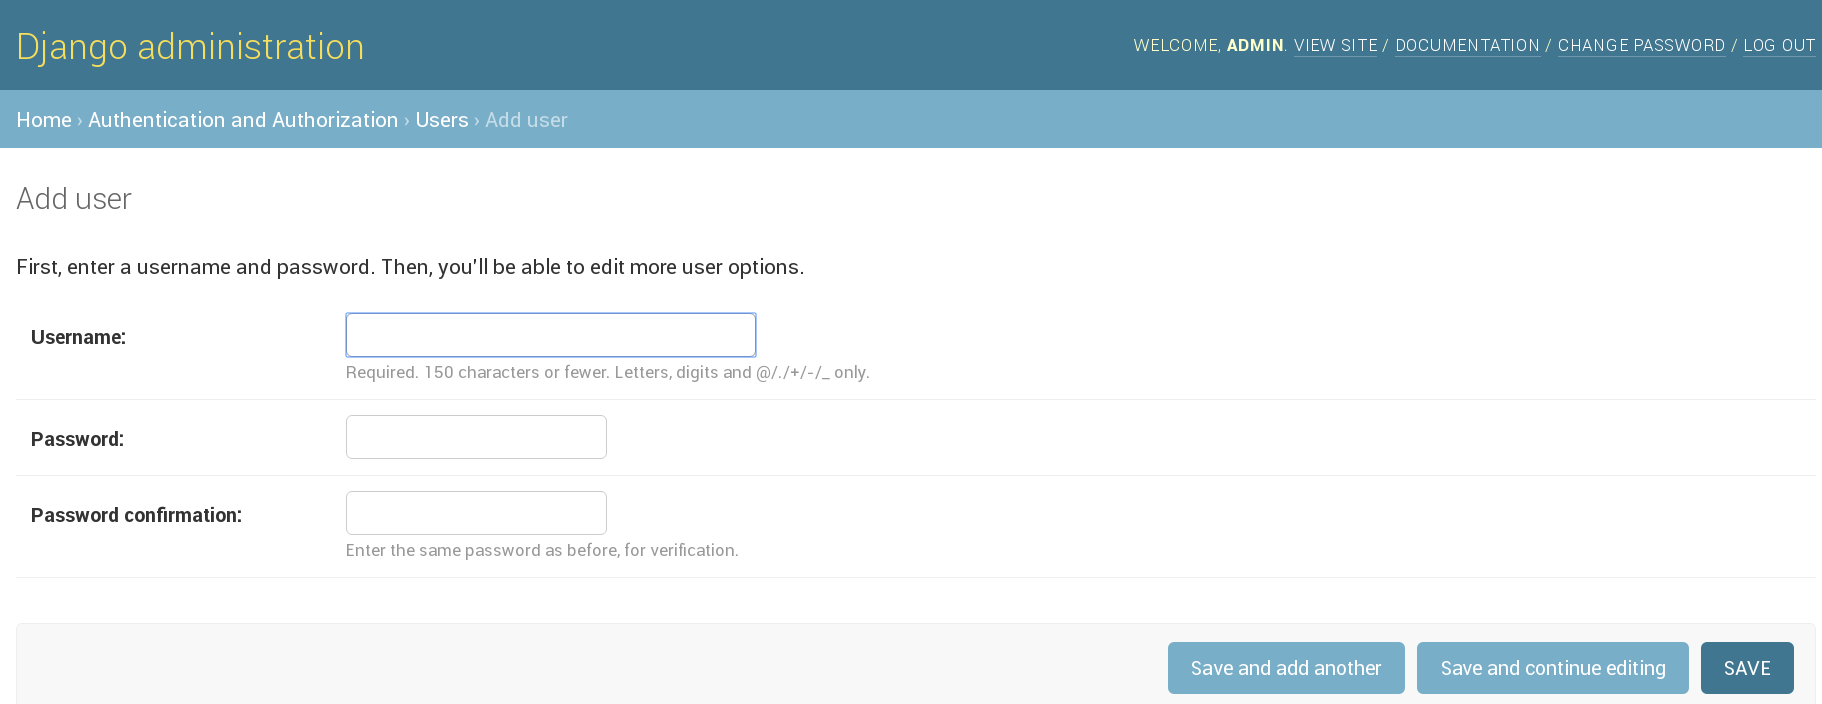 Django administration
WELCOME, ADMIN. VIEW SITE / DOCUMENTATION / CHANGE PASSWORD / LOG OUT
Home › Authentication and Authorization › Users › Add user
Add user
First, enter a username and password. Then, you'll be able to edit more user options.
Username:
Required. 150 characters or fewer. Letters, digits and @/./+/-/_ only.
Password:
Password confirmation:
Enter the same password as before, for verification.
Save and add another
Save and continue editing
SAVE